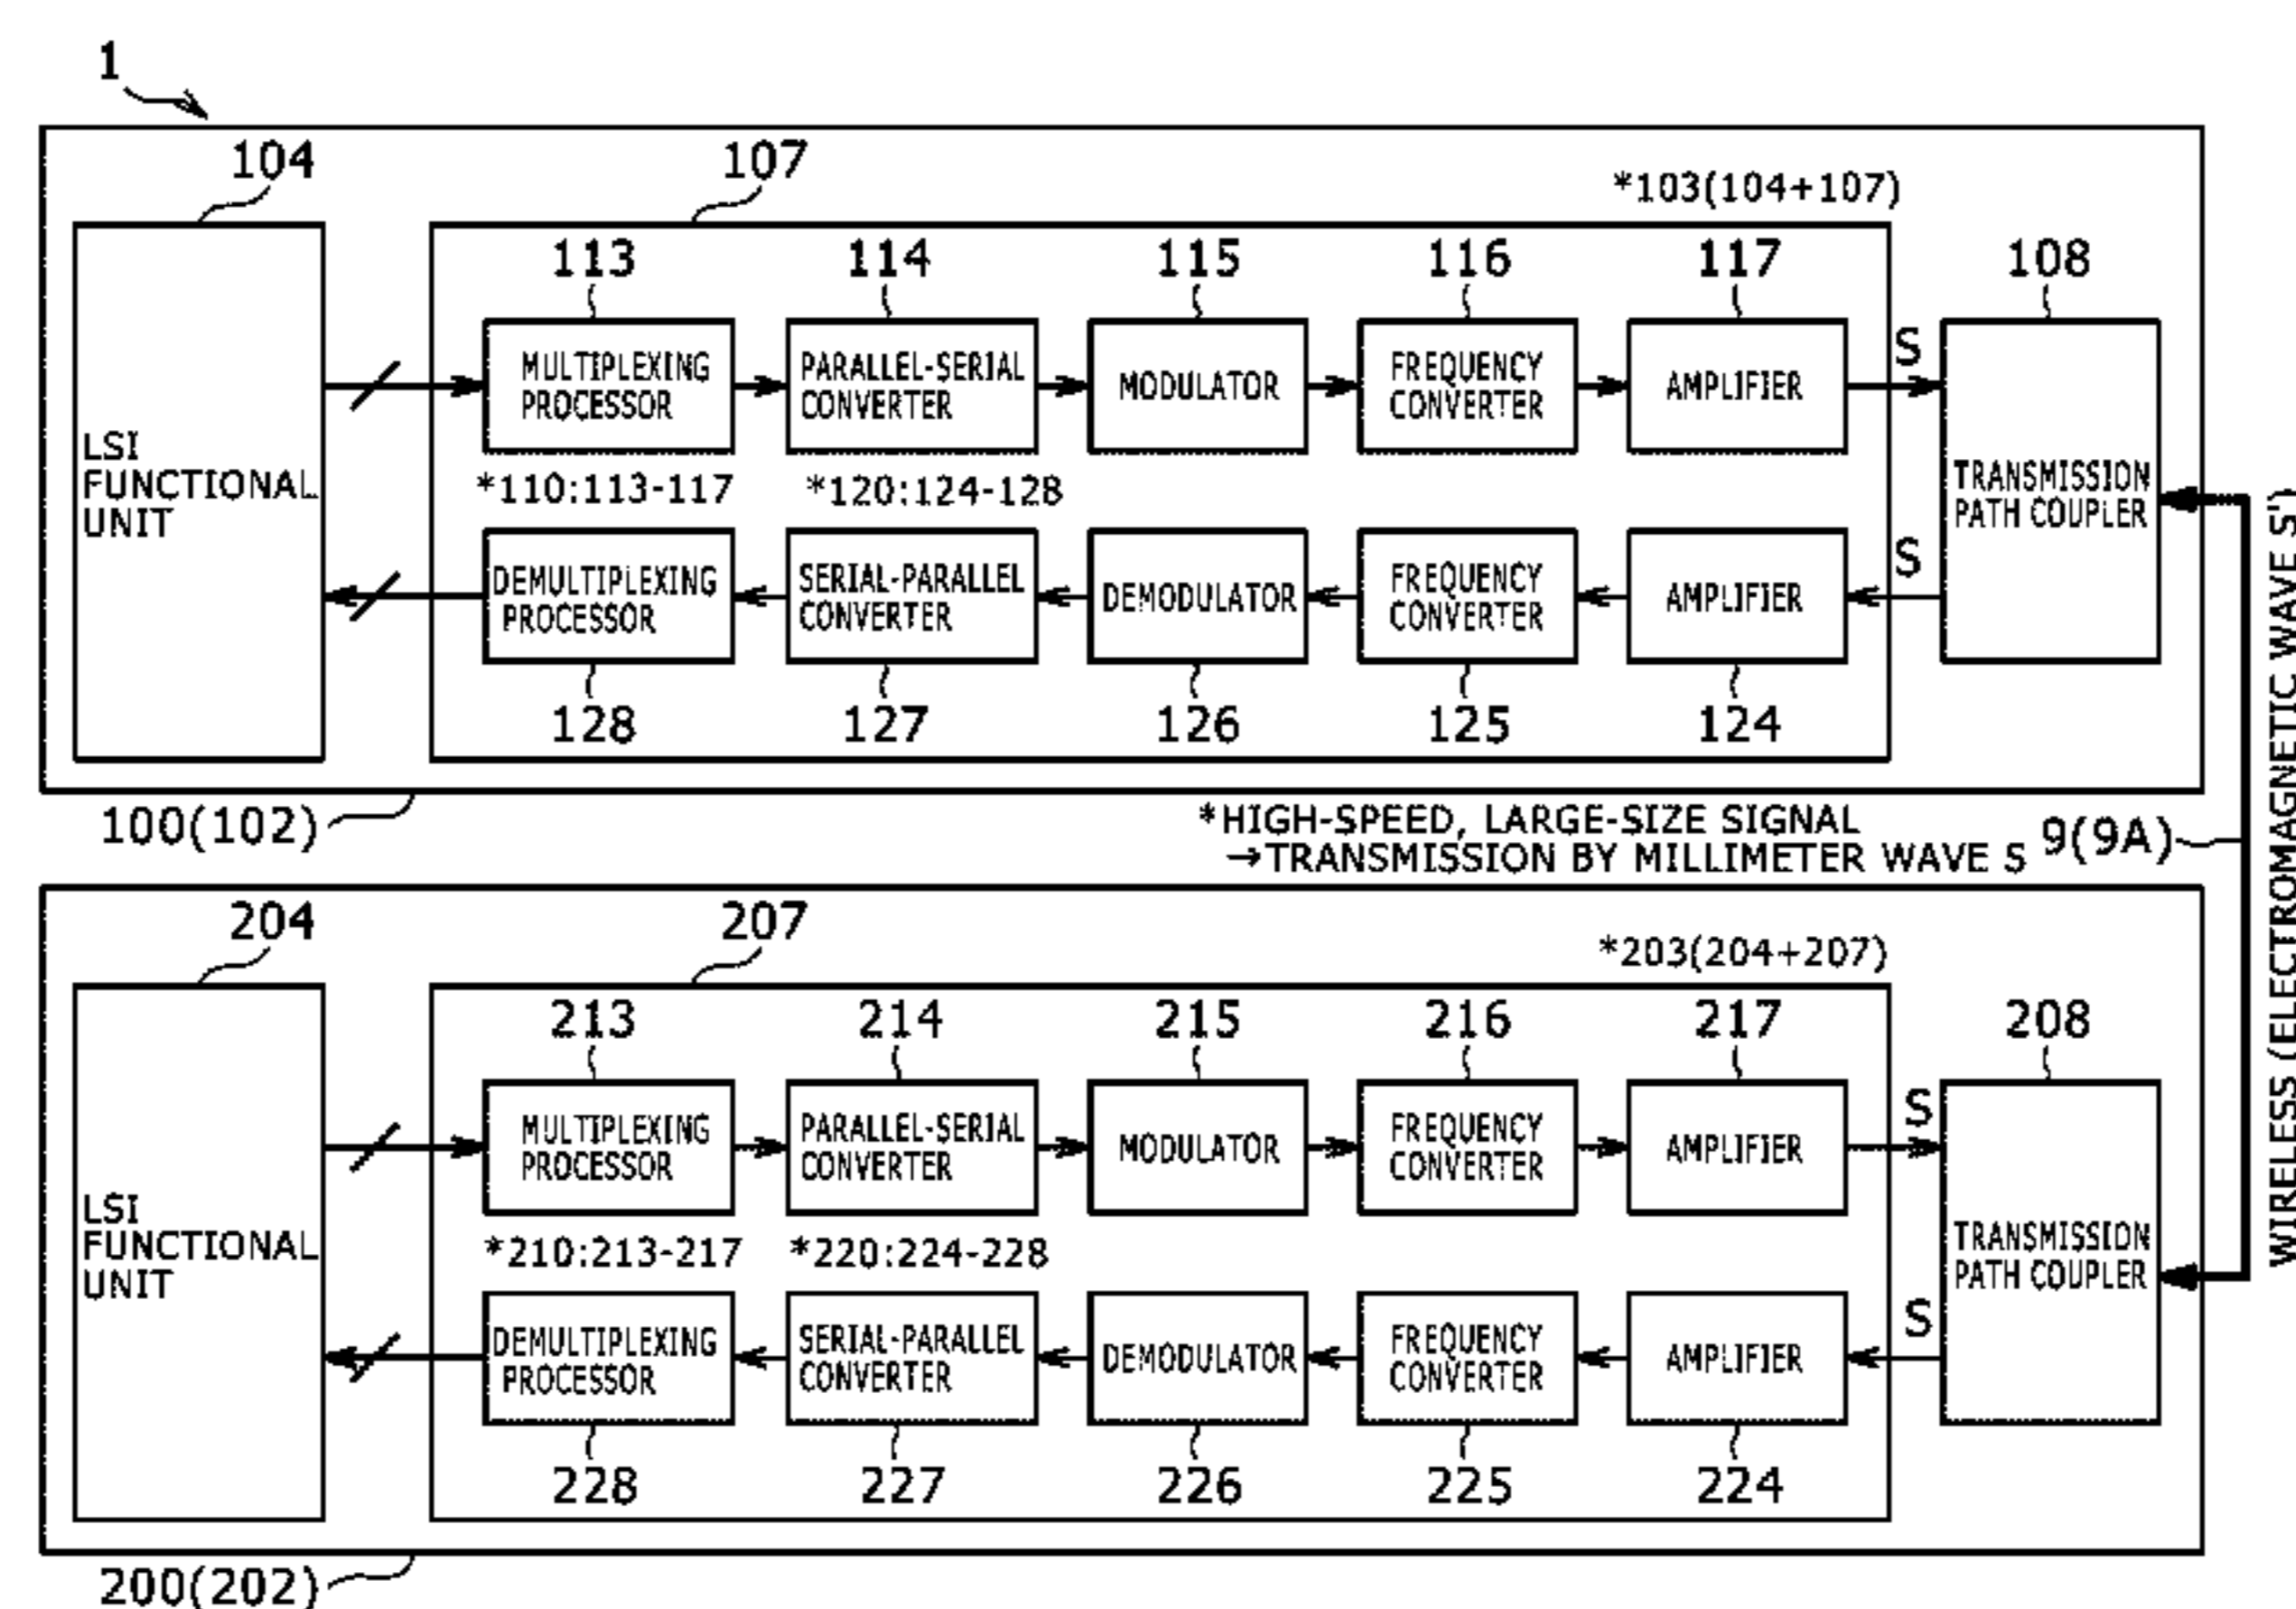 1
104
107
*103(104+107)
113
114
115
116
117
108
LSI
FUNCTIONAL
UNIT
MULTIPLEXING
PROCESSOR
PARALLEL-SERIAL
CONVERTER
MODULATOR
FREQUENCY
CONVERTER
AMPLIFIER
S
TRANSMISSION
PATH COUPLER
*110:113-117
*120:124-128
DEMULTIPLEXING
PROCESSOR
SERIAL-PARALLEL
CONVERTER
DEMODULATOR
FREQUENCY
CONVERTER
AMPLIFIER
S
128
127
126
125
124
100(102)
*HIGH-SPEED, LARGE-SIZE SIGNAL
→TRANSMISSION BY MILLIMETER WAVE S
9(9A)
WIRELESS (ELECTROMAGNETIC WAVE S')
204
207
*203(204+207)
213
214
215
216
217
208
LSI
FUNCTIONAL
UNIT
MULTIPLEXING
PROCESSOR
PARALLEL-SERIAL
CONVERTER
MODULATOR
FREQUENCY
CONVERTER
AMPLIFIER
S
TRANSMISSION
PATH COUPLER
*210:213-217
*220:224-228
DEMULTIPLEXING
PROCESSOR
SERIAL-PARALLEL
CONVERTER
DEMODULATOR
FREQUENCY
CONVERTER
AMPLIFIER
S
228
227
226
225
224
200(202)